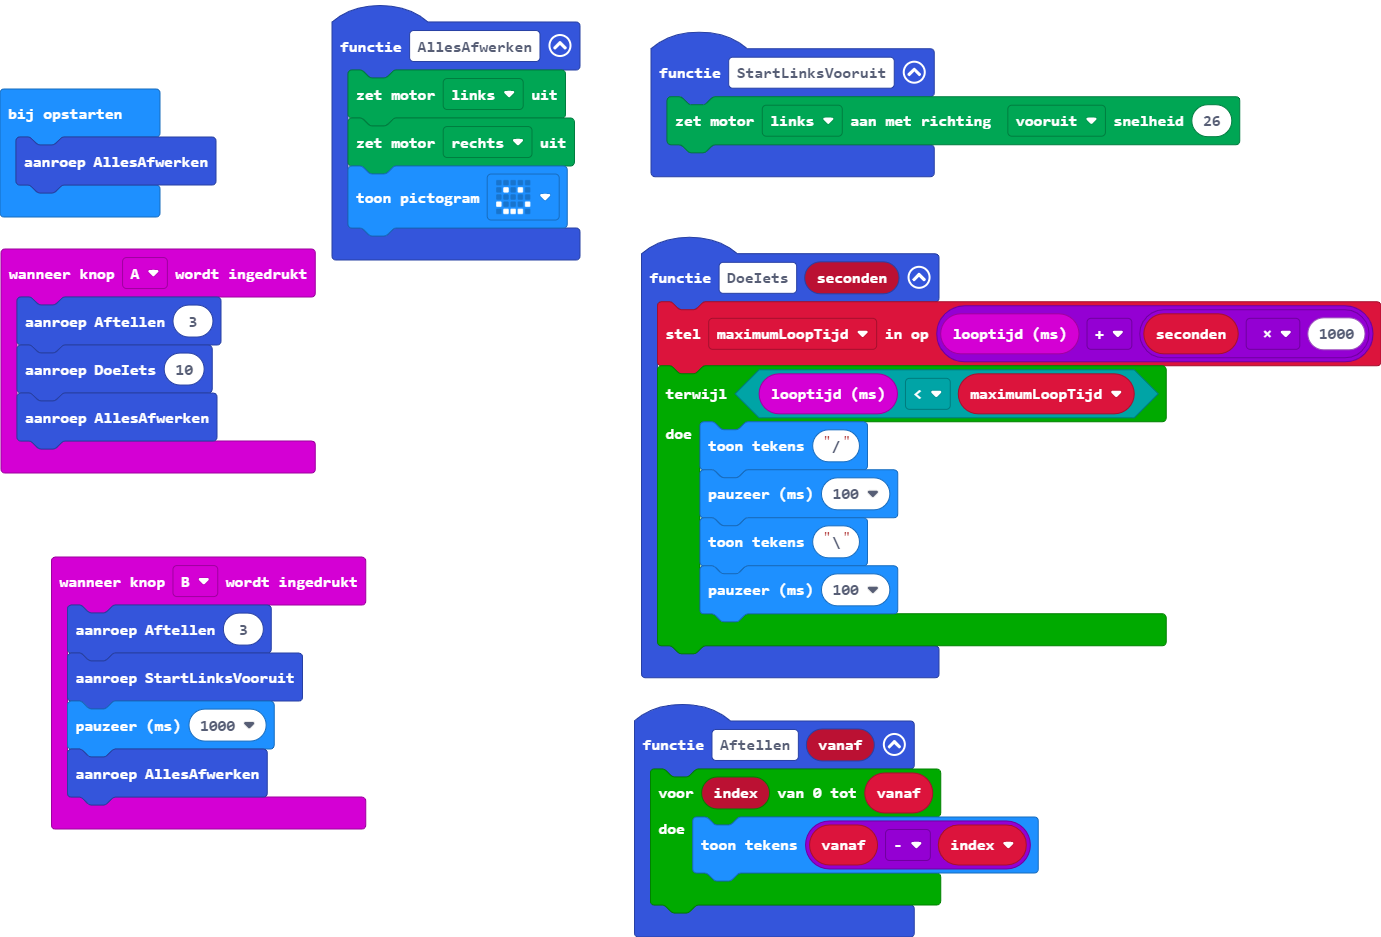 bij opstarten
aanroep AllesAfwerken
functie AllesAfwerken
zet motor links uit
zet motor rechts uit
toon pictogram
functie StartLinksVooruit
zet motor links aan met richting vooruit snelheid 26
wanneer knop A wordt ingedrukt
aanroep Aftellen 3
aanroep DoeIets 10
aanroep AllesAfwerken
functie DoeIets seconden
stel maximumLoopTijd in op looptijd (ms) + seconden × 1000
terwijl looptijd (ms) < maximumLoopTijd
doe
toon tekens "/"
pauzeer (ms) 100
toon tekens "\"
pauzeer (ms) 100
wanneer knop B wordt ingedrukt
aanroep Aftellen 3
aanroep StartLinksVooruit
pauzeer (ms) 1000
aanroep AllesAfwerken
functie Aftellen vanaf
voor index van 0 tot vanaf
doe
toon tekens vanaf - index